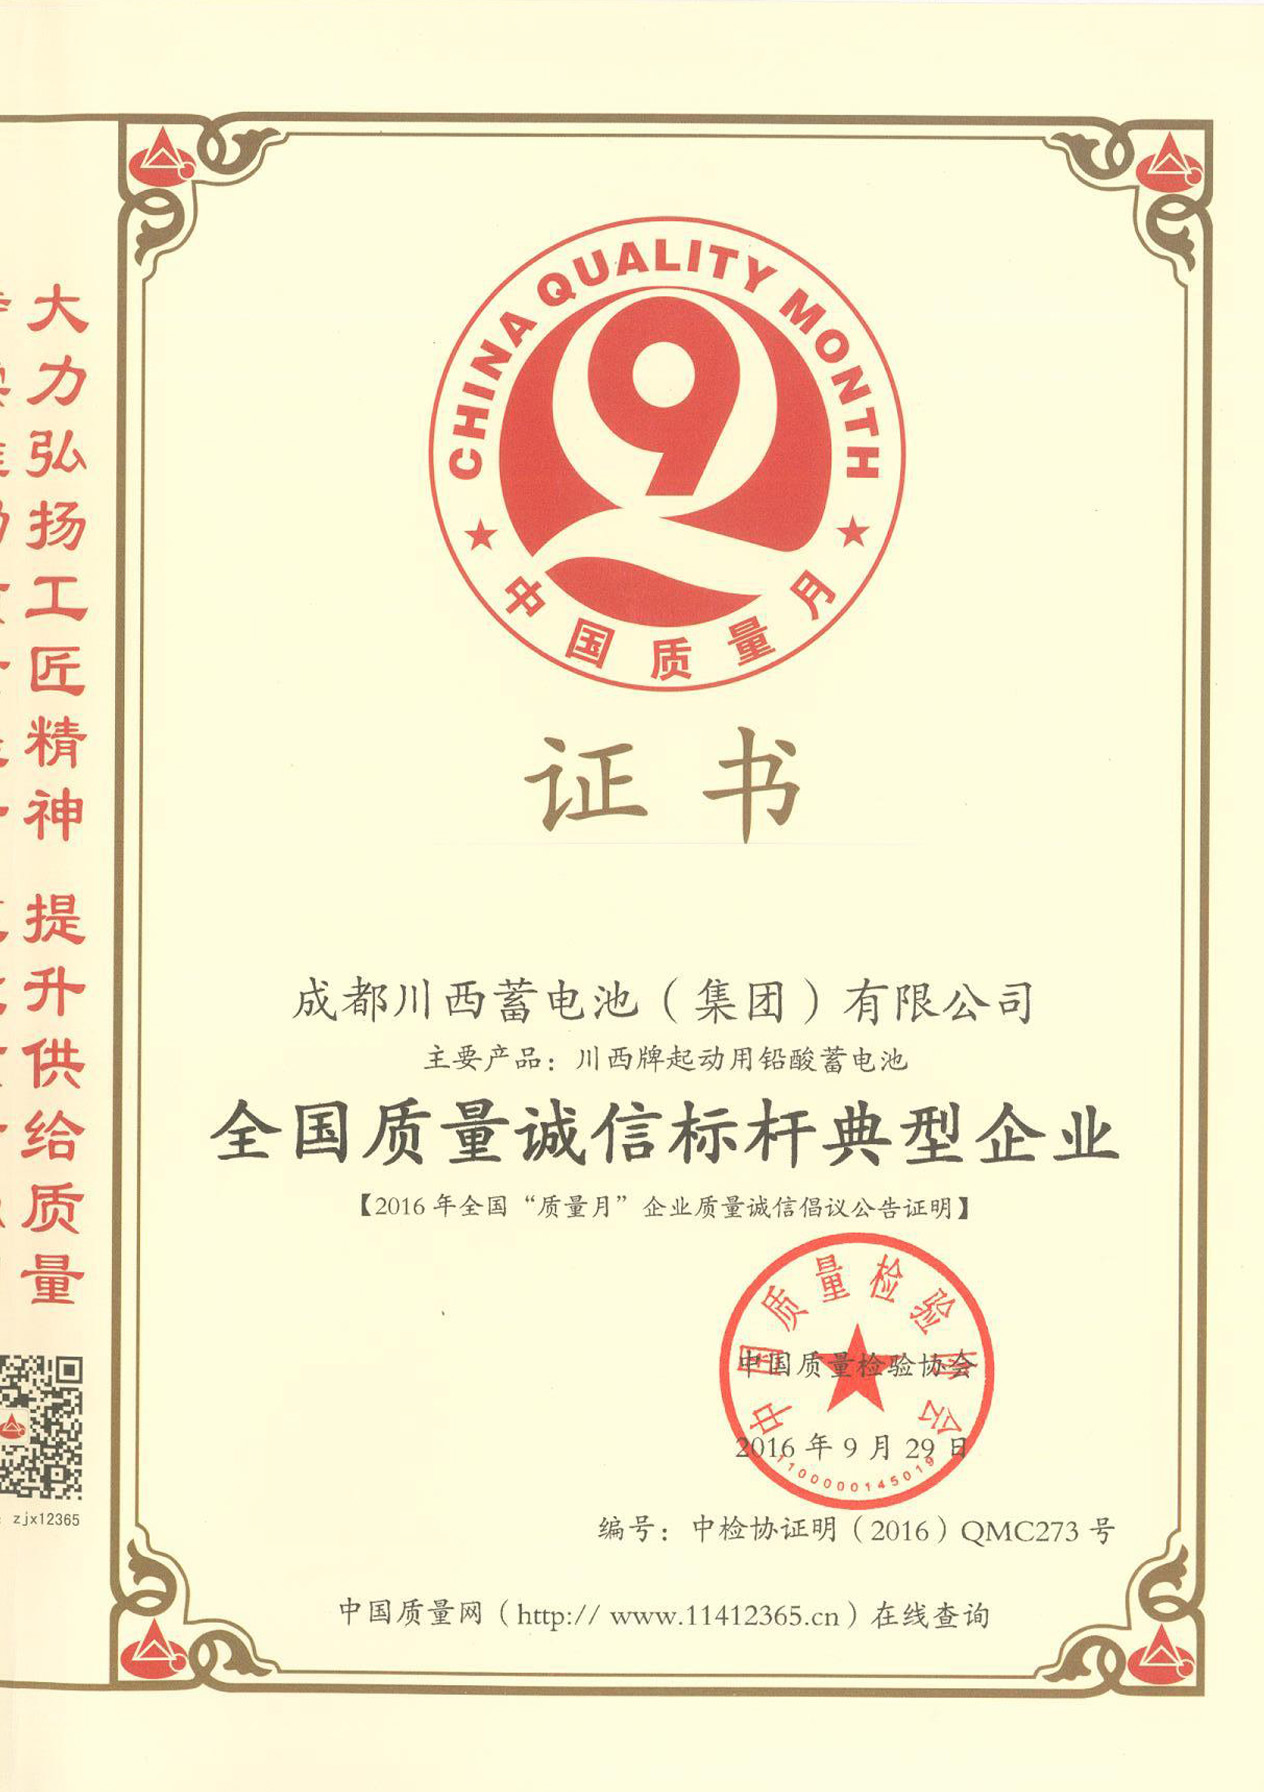 大力弘扬工匠精神 提升供给质量
CHINA QUALITY MONTH
9
中国质量月
证书
成都川西蓄电池（集团）有限公司
主要产品：川西牌起动用铅酸蓄电池
全国质量诚信标杆典型企业
【2016年全国“质量月”企业质量诚信倡议公告证明】
中国质量检验协会
中国质量检验协会
2016年9月29日
1100000145019
编号：中检协证明（2016）QMC273号
中国质量网（http:// www.11412365.cn）在线查询
zjx12365